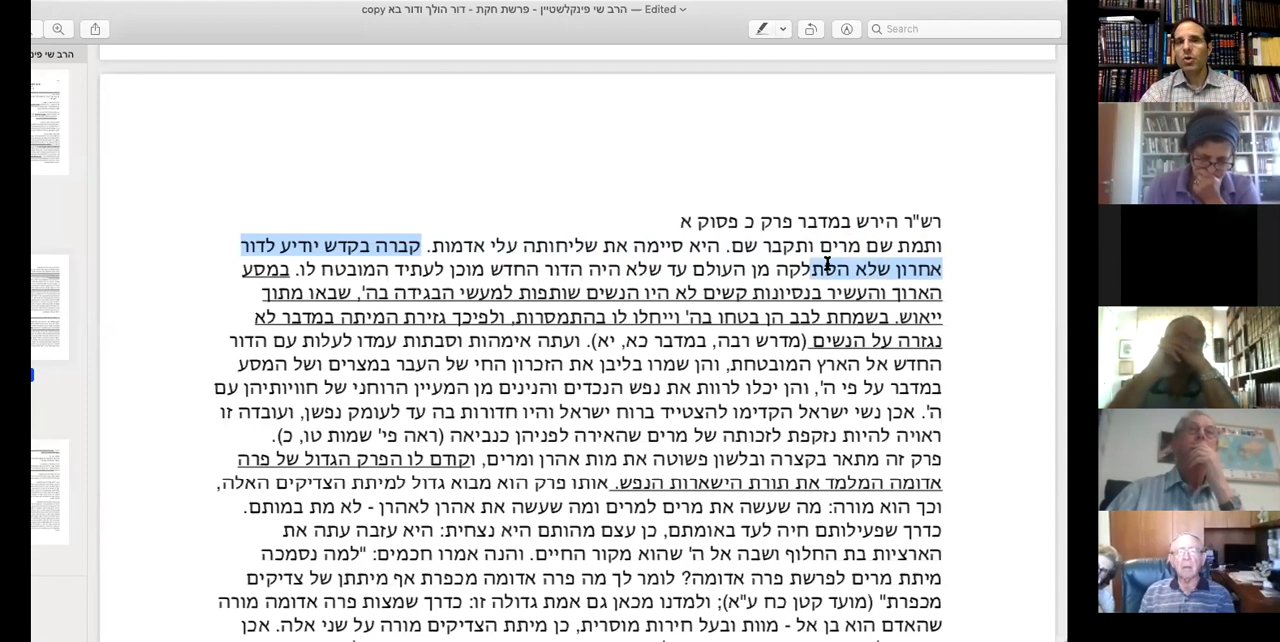 הרב שי פינקלשטיין - פרשת חקת - דור הולך ודור בא copy — Edited
Search
רש"ר הירש במדבר פרק כ פסוק א
ותמת שם מרים ותקבר שם. היא סיימה את שליחותה עלי אדמות. קברה בקדש יודיע לדור
אחרון שלא הסתלקה מן העולם עד שלא היה הדור החדש מוכן לעתיד המובטח לו. במסע
הארוך והעשיר בנסיונות קשים לא היו הנשים שותפות למעשי הבגידה בה', שבאו מתוך
ייאוש. בשמחת לבב הן בטחו בה' וייחלו לו בהתמסרות, ועל כן גזירת המיתה במדבר לא
נגזרה על הנשים (מדרש רבה, במדבר כא, יא). ועתה אימהות וסבתות עמדו לעלות עם הדור
החדש אל הארץ המובטחת, והן שמרו בליבן את הזכרון החי של העבר במצרים ושל המסע
במדבר על פי ה', והן יכלו לרוות את נפש הנכדים והנינים מן המעיין הרוחני של חוויותיהן עם
ה'. אכן נשי ישראל הקדימו להצטייד ברוח ישראל והיו חדורות בה עד לעומק נפשן, ועובדה זו
ראויה להיות נזקפת לזכותה של מרים שהאירה לפניהן כנביאה (ראה פי' שמות טו, כ).
פרק זה מתאר בקצרה ובתכלית פשטות את מות אהרן ומרים. וקודם לו פרק הגדול של פרה
אדומה המלמד את תורת הישארות הנפש. אותו פרק הוא מבוא גדול למיתת הצדיקים האלה,
וכך הוא מורה: מה שעשה את מרים למרים ומה שעשה את אהרן לאהרן - לא מת במותם.
כדרך שפעילותם חיה לעד באומתם, כן עצם מהותם היא נצחית: היא עזבה עתה את
הארציות בת החלוף ושבה אל ה' שהוא מקור החיים. והנה אמרו חכמים: "למה נסמכה
מיתת מרים לפרשת פרה אדומה? לומר לך מה פרה אדומה מכפרת אף מיתתן של צדיקים
מכפרת" (מועד קטן כח ע"א); ולמדנו מכאן גם אמת גדולה זו: כדרך שמצות פרה אדומה מורה
שהאדם הוא בן אל - מוות ובעל חירות מוסרית, כן מיתת הצדיקים מורה על שני אלה. אכן